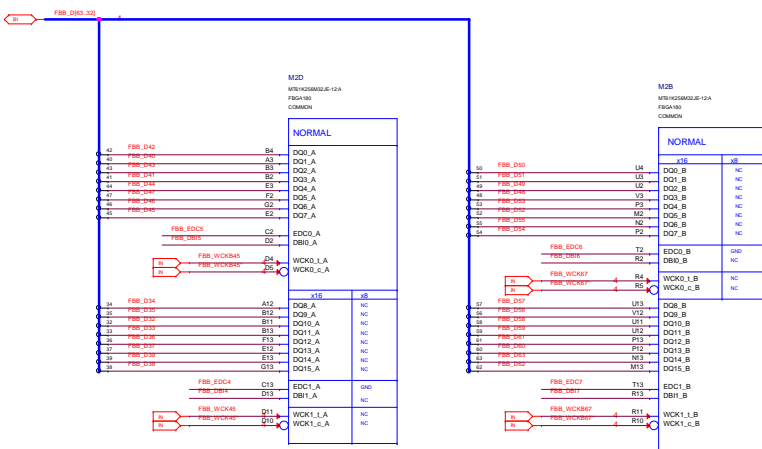 BI FBB_D[63..32] 4
M2D
MT61K256M32JE-12:A
FBGA180
COMMON
NORMAL
42 FBB_D42 B4 DQ0_A
40 FBB_D40 A3 DQ1_A
43 FBB_D43 B3 DQ2_A
41 FBB_D41 B2 DQ3_A
44 FBB_D44 E3 DQ4_A
47 FBB_D47 F2 DQ5_A
46 FBB_D46 G2 DQ6_A
45 FBB_D45 E2 DQ7_A
FBB_EDC5 C2 EDC0_A
FBB_DBI5 D2 DBI0_A
IN FBB_WCKB45 4 D4 WCK0_t_A
IN FBB_WCKB45 4 D5 WCK0_c_A
x16 x8
34 FBB_D34 A12 DQ8_A NC
35 FBB_D35 B12 DQ9_A NC
32 FBB_D32 B11 DQ10_A NC
33 FBB_D33 B13 DQ11_A NC
36 FBB_D36 F13 DQ12_A NC
37 FBB_D37 E12 DQ13_A NC
39 FBB_D39 E13 DQ14_A NC
38 FBB_D38 G13 DQ15_A NC
FBB_EDC4 C13 EDC1_A GND
FBB_DBI4 D13 DBI1_A NC
IN FBB_WCK45 4 D11 WCK1_t_A NC
IN FBB_WCK45 4 D10 WCK1_c_A NC
M2B
MT61K256M32JE-12:A
FBGA180
COMMON
NORMAL
x16 x8
50 FBB_D50 U4 DQ0_B NC
51 FBB_D51 U3 DQ1_B NC
49 FBB_D49 U2 DQ2_B NC
48 FBB_D48 V3 DQ3_B NC
53 FBB_D53 P3 DQ4_B NC
52 FBB_D52 M2 DQ5_B NC
55 FBB_D55 N2 DQ6_B NC
54 FBB_D54 P2 DQ7_B NC
FBB_EDC6 T2 EDC0_B GND
FBB_DBI6 R2 DBI0_B NC
IN FBB_WCK67 4 R4 WCK0_t_B NC
IN FBB_WCK67 4 R5 WCK0_c_B NC
57 FBB_D57 U13 DQ8_B
56 FBB_D56 V12 DQ9_B
58 FBB_D58 U11 DQ10_B
59 FBB_D59 U12 DQ11_B
61 FBB_D61 P13 DQ12_B
60 FBB_D60 P12 DQ13_B
63 FBB_D63 N13 DQ14_B
62 FBB_D62 M13 DQ15_B
FBB_EDC7 T13 EDC1_B
FBB_DBI7 R13 DBI1_B
IN FBB_WCKB67 4 R11 WCK1_t_B
IN FBB_WCKB67 4 R10 WCK1_c_B